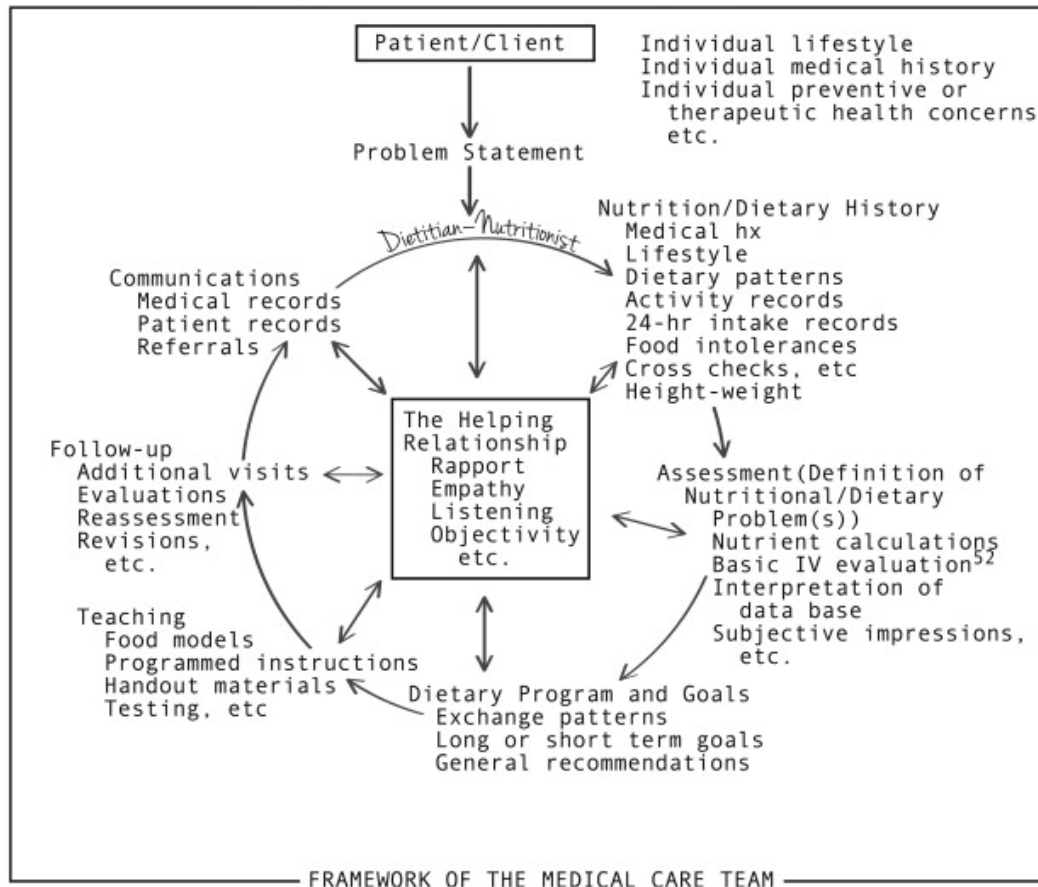 Patient/Client
Individual lifestyle
Individual medical history
Individual preventive or
therapeutic health concerns
etc.
Problem Statement
Dietitian-Nutritionist
Nutrition/Dietary History
Medical hx
Lifestyle
Dietary patterns
Activity records
24-hr intake records
Food intolerances
Cross checks, etc
Height-weight
Communications
Medical records
Patient records
Referrals
The Helping
Relationship
Rapport
Empathy
Listening
Objectivity
etc.
Follow-up
Additional visits
Evaluations
Reassessment
Revisions,
etc.
Assessment(Definition of
Nutritional/Dietary
Problem(s))
Nutrient calculations
Basic IV evaluation52
Interpretation of
data base
Subjective impressions,
etc.
Teaching
Food models
Programmed instructions
Handout materials
Testing, etc
Dietary Program and Goals
Exchange patterns
Long or short term goals
General recommendations
FRAMEWORK OF THE MEDICAL CARE TEAM